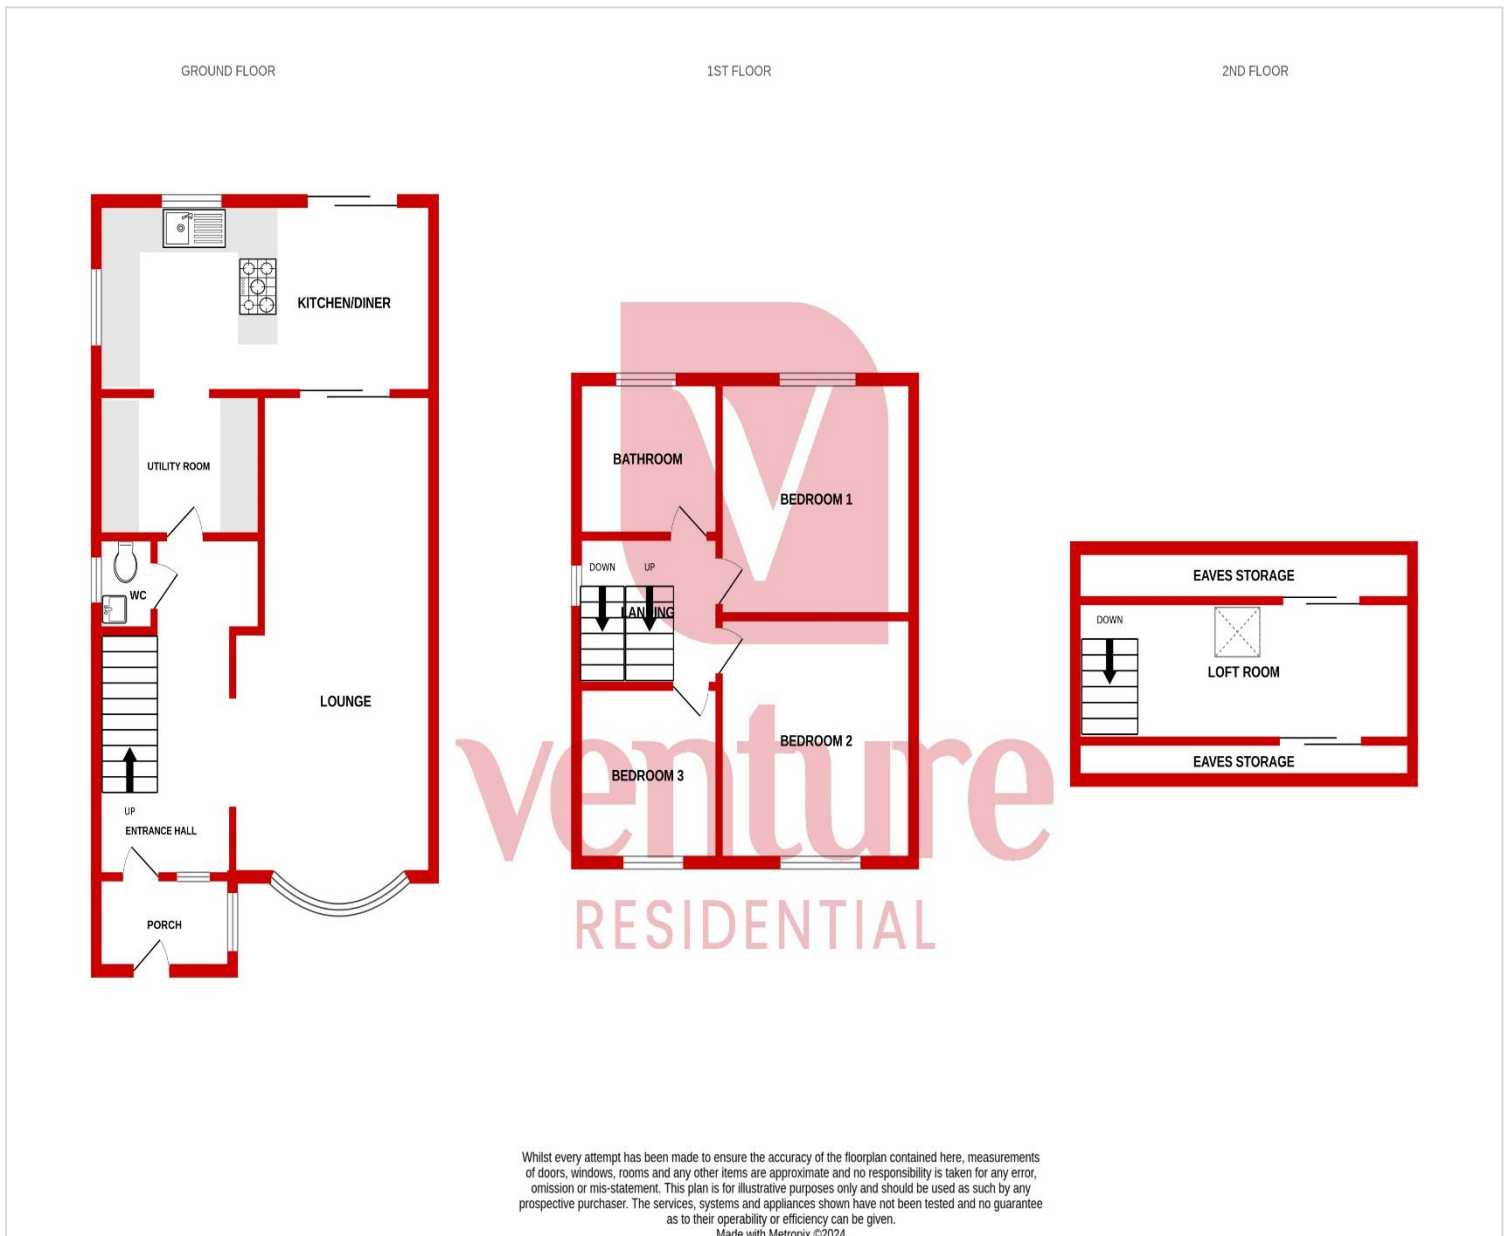 GROUND FLOOR
1ST FLOOR
2ND FLOOR
KITCHEN/DINER
UTILITY ROOM
WC
LOUNGE
UP
ENTRANCE HALL
PORCH
BATHROOM
BEDROOM 1
DOWN
UP
LANDING
BEDROOM 2
BEDROOM 3
EAVES STORAGE
DOWN
LOFT ROOM
EAVES STORAGE
venture
RESIDENTIAL
Whilst every attempt has been made to ensure the accuracy of the floorplan contained here, measurements
of doors, windows, rooms and any other items are approximate and no responsibility is taken for any error,
omission or mis-statement. This plan is for illustrative purposes only and should be used as such by any
prospective purchaser. The services, systems and appliances shown have not been tested and no guarantee
as to their operability or efficiency can be given.
Made with Metropix ©2024